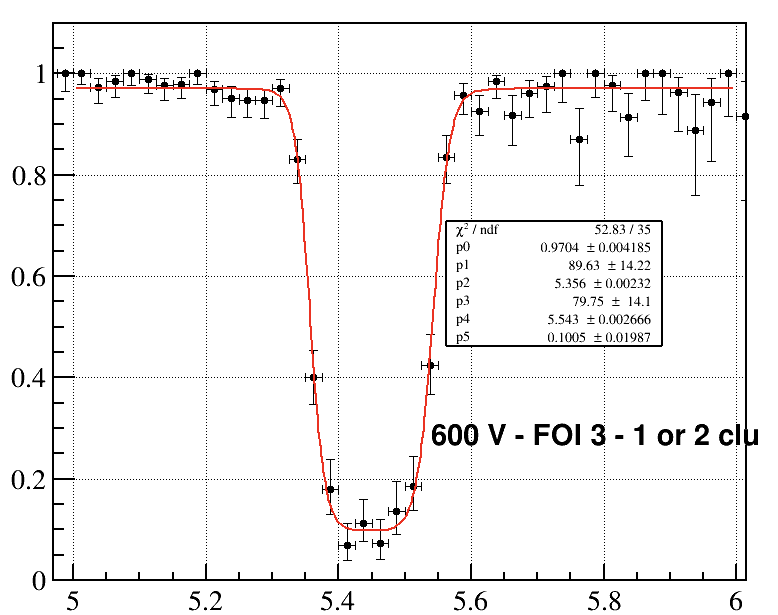 1
0.8
0.6
0.4
0.2
0
5
5.2
5.4
5.6
5.8
6
χ² / ndf 52.83 / 35
p0 0.9704 ± 0.004185
p1 89.63 ± 14.22
p2 5.356 ± 0.00232
p3 79.75 ± 14.1
p4 5.543 ± 0.002666
p5 0.1005 ± 0.01987
600 V - FOI 3 - 1 or 2 clu